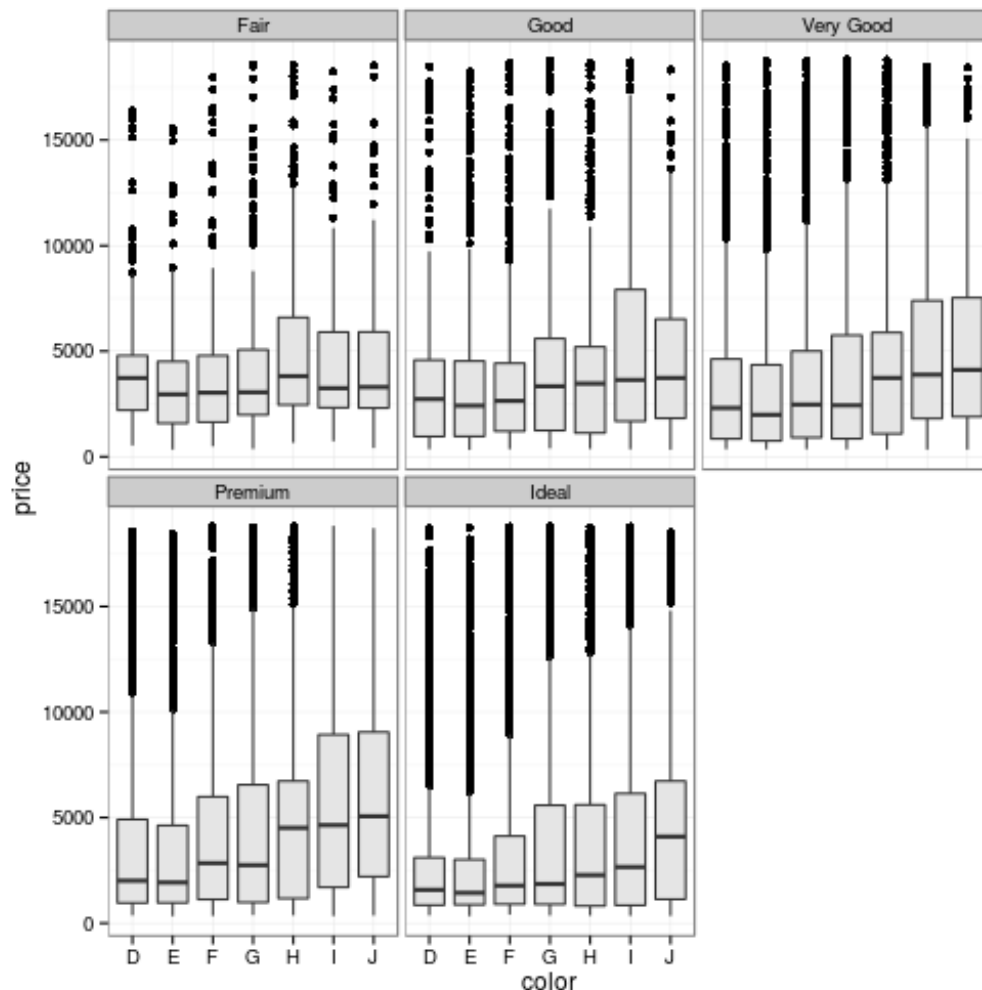 Fair
Good
Very Good
15000
10000
5000
0
price
Premium
Ideal
15000
10000
5000
0
D E F G H I J
D E F G H I J
color